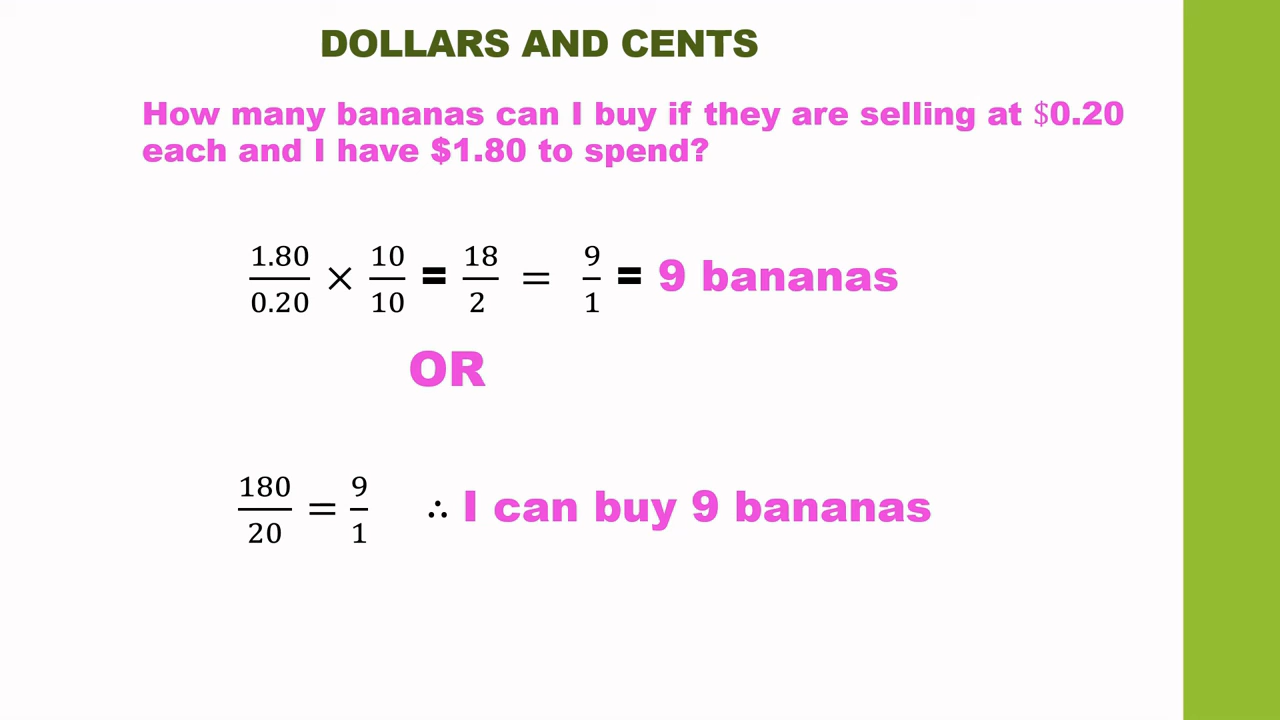 DOLLARS AND CENTS
How many bananas can I buy if they are selling at $0.20
each and I have $1.80 to spend?
1.80/0.20 × 10/10 = 18/2 = 9/1 = 9 bananas
OR
180/20 = 9/1 ∴ I can buy 9 bananas